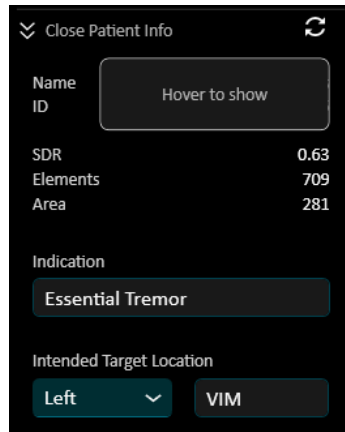 Close Patient Info
Name
ID
Hover to show
SDR 0.63
Elements 709
Area 281
Indication
Essential Tremor
Intended Target Location
Left VIM